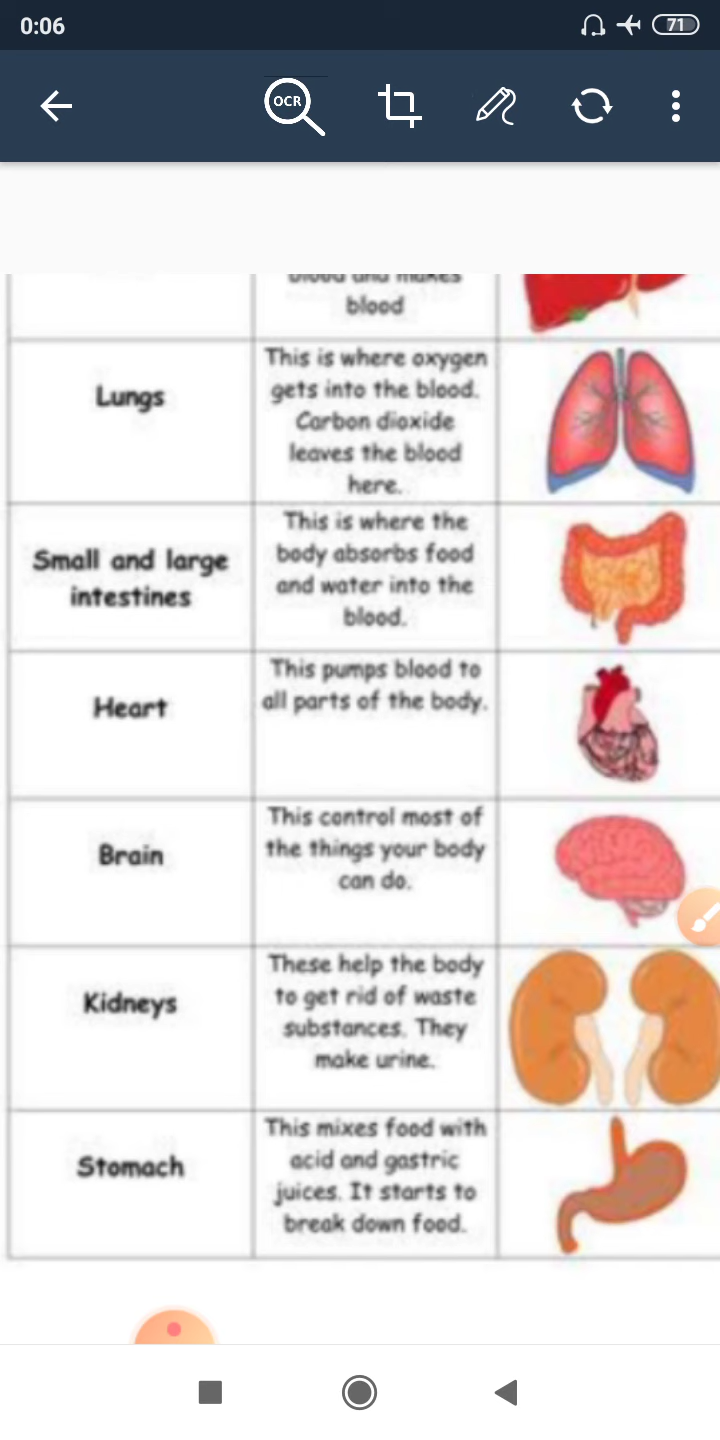 0:06
71
OCR
blood and makes
blood
Lungs
This is where oxygen
gets into the blood.
Carbon dioxide
leaves the blood
here.
Small and large
intestines
This is where the
body absorbs food
and water into the
blood.
Heart
This pumps blood to
all parts of the body.
Brain
This control most of
the things your body
can do.
Kidneys
These help the body
to get rid of waste
substances. They
make urine.
Stomach
This mixes food with
acid and gastric
juices. It starts to
break down food.